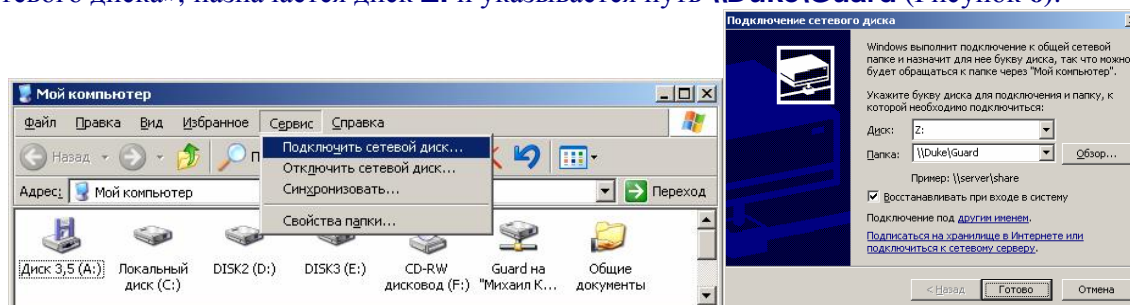 тевого диска», назначается диск Z: и указывается путь \\Duke\Guard (Рисунок 6).
Мой компьютер
Файл Правка Вид Избранное Сервис Справка
Назад
Подключить сетевой диск...
Отключить сетевой диск...
Синхронизовать...
Свойства папки...
Адрес: Мой компьютер
Переход
Диск 3,5 (A:)
Локальный
диск (C:)
DISK2 (D:)
DISK3 (E:)
CD-RW
дисковод (F:)
Guard на
"Михаил К...
Общие
документы
Подключение сетевого диска
Windows выполнит подключение к общей сетевой
папке и назначит для нее букву диска, так что можно
будет обращаться к папке через "Мой компьютер".
Укажите букву диска для подключения и папку, к
которой необходимо подключиться:
Диск: Z:
Папка: \\Duke\Guard Обзор...
Пример: \\server\share
Восстанавливать при входе в систему
Подключение под другим именем.
Подписаться на хранилище в Интернете или
подключиться к сетевому серверу.
< Назад Готово Отмена